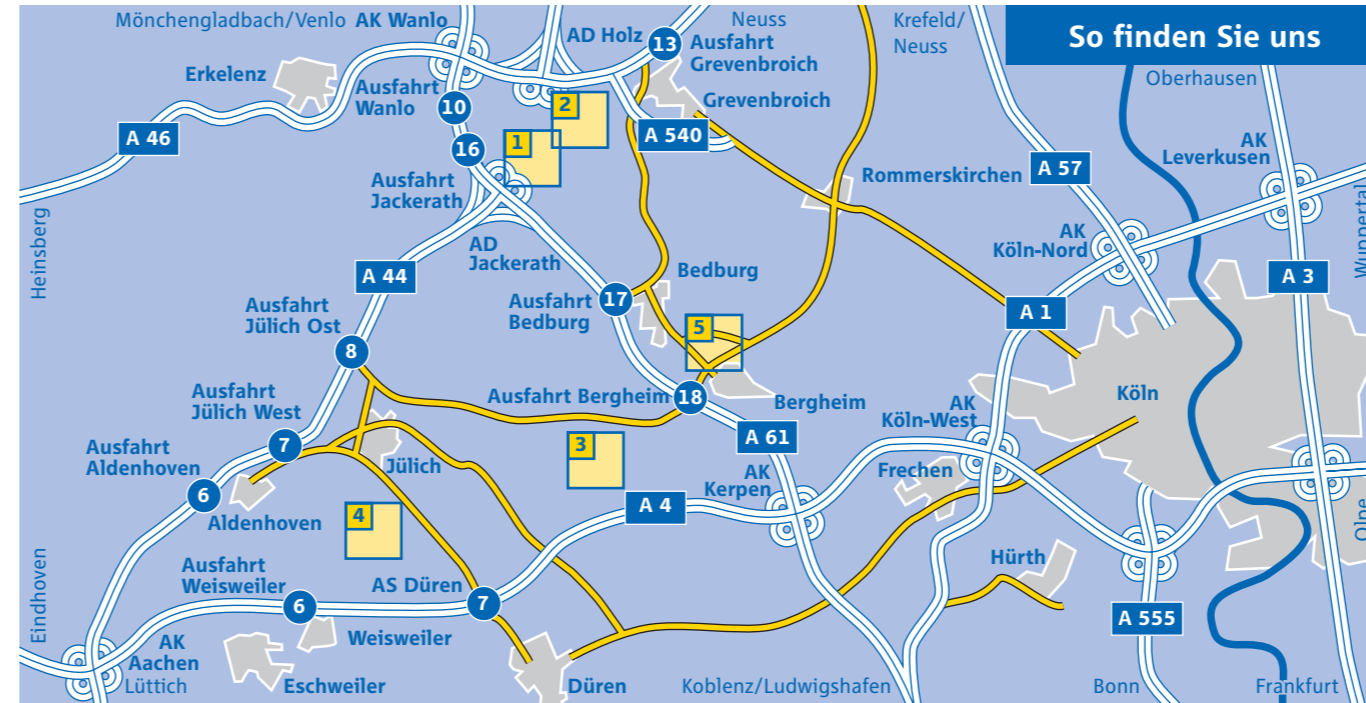 So finden Sie uns
Mönchengladbach/Venlo
AK Wanlo
AD Holz
13
Neuss
Ausfahrt
Grevenbroich
Krefeld/
Neuss
Oberhausen
Erkelenz
Ausfahrt
Wanlo
10
2
Grevenbroich
A 46
16
1
A 540
AK
Leverkusen
Ausfahrt
Jackerath
Rommerskirchen
A 57
Heinsberg
AD
Jackerath
AK
Köln-Nord
Wuppertal
A 44
Bedburg
A 3
Ausfahrt
Bedburg
17
A 1
Ausfahrt
Jülich Ost
8
5
Ausfahrt
Jülich West
Ausfahrt Bergheim
18
Bergheim
Köln
AK
Köln-West
7
A 61
Ausfahrt
Aldenhoven
6
Jülich
3
AK
Kerpen
Frechen
Aldenhoven
4
A 4
Olpe
Eindhoven
Ausfahrt
Weisweiler
6
AS Düren
7
Hürth
A 555
Weisweiler
AK
Aachen
Lüttich
Eschweiler
Düren
Koblenz/Ludwigshafen
Bonn
Frankfurt